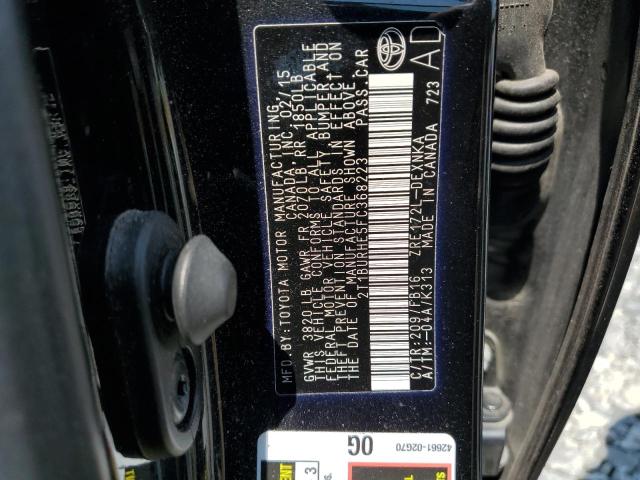 MFD. BY: TOYOTA MOTOR MANUFACTURING
CANADA, INC. 02/15
GVWR 3820 LB GAWR FR 2070 LB RR 1850 LB
THIS VEHICLE CONFORMS TO ALL APPLICABLE
FEDERAL MOTOR VEHICLE SAFETY, BUMPER, AND
THEFT PREVENTION STANDARDS IN EFFECT ON
THE DATE OF MANUFACTURE SHOWN ABOVE.
2T1BURHE5FC368223 PASS. CAR
C/TR: 209/FB16 ZRE172L-DEXNKA
A/TM: -04A/K313 MADE IN CANADA 723
AD
42661-02G70
0G
3